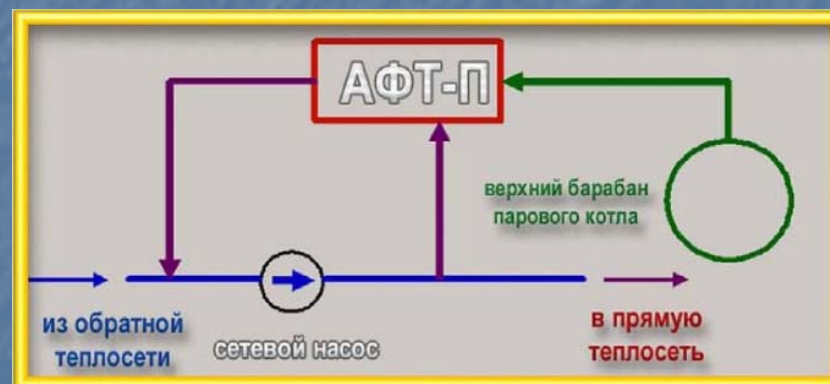 АФТ-П
верхний барабан
парового котла
из обратной
теплосети
сетевой насос
в прямую
теплосеть